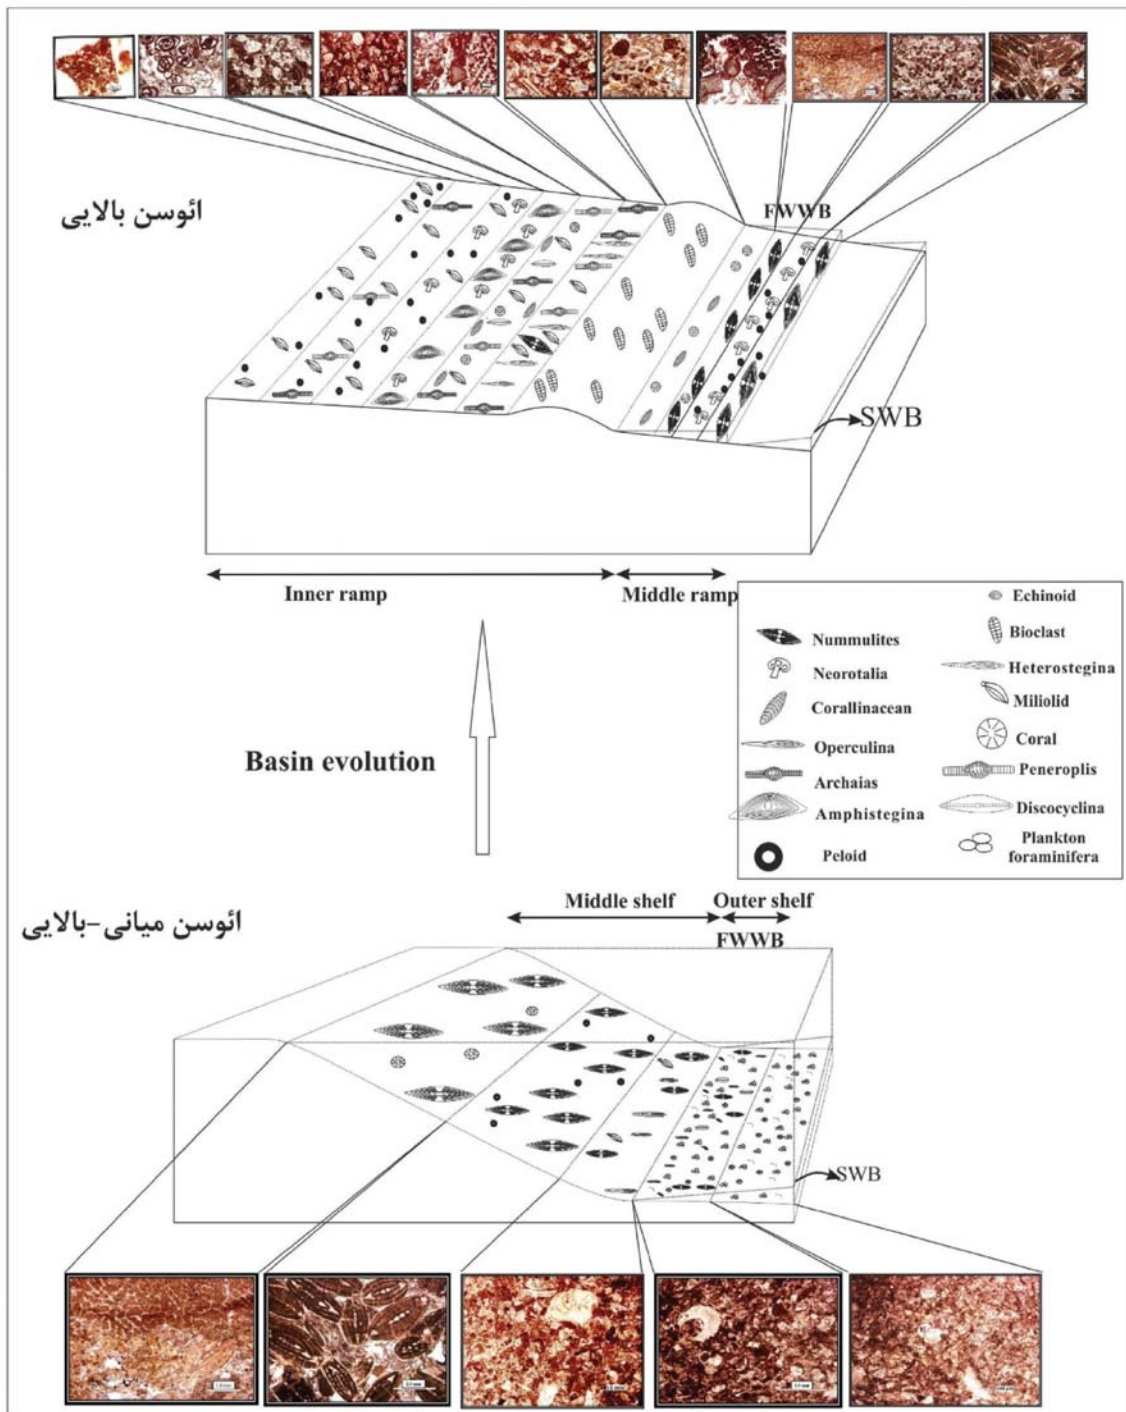 ائوسن بالایی
FWWB
SWB
Inner ramp
Middle ramp
Echinoid
Nummulites
Bioclast
Neorotalia
Heterostegina
Corallinacean
Miliolid
Operculina
Coral
Archaias
Peneroplis
Amphistegina
Discocyclina
Peloid
Plankton
foraminifera
Basin evolution
ائوسن میانی-بالایی
Middle shelf
Outer shelf
FWWB
SWB